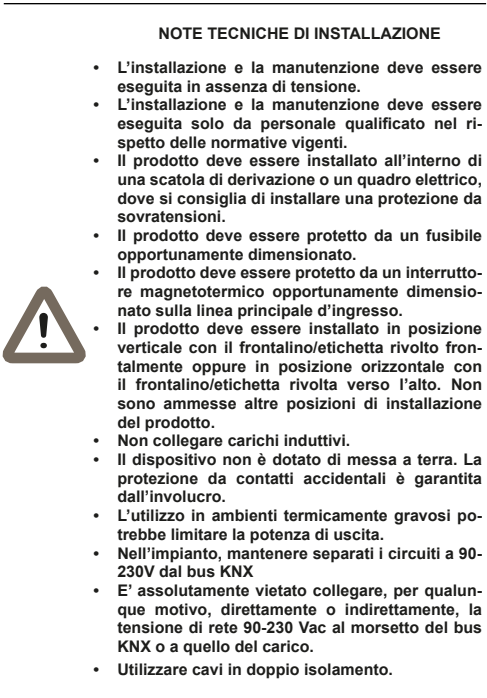 NOTE TECNICHE DI INSTALLAZIONE
• L'installazione e la manutenzione deve essere
eseguita in assenza di tensione.
• L'installazione e la manutenzione deve essere
eseguita solo da personale qualificato nel ri-
spetto delle normative vigenti.
• Il prodotto deve essere installato all'interno di
una scatola di derivazione o un quadro elettrico,
dove si consiglia di installare una protezione da
sovratensioni.
• Il prodotto deve essere protetto da un fusibile
opportunamente dimensionato.
• Il prodotto deve essere protetto da un interrutto-
re magnetotermico opportunamente dimensio-
nato sulla linea principale d'ingresso.
• Il prodotto deve essere installato in posizione
verticale con il frontalino/etichetta rivolto fron-
talmente oppure in posizione orizzontale con
il frontalino/etichetta rivolta verso l'alto. Non
sono ammesse altre posizioni di installazione
del prodotto.
• Non collegare carichi induttivi.
• Il dispositivo non è dotato di messa a terra. La
protezione da contatti accidentali è garantita
dall'involucro.
• L'utilizzo in ambienti termicamente gravosi po-
trebbe limitare la potenza di uscita.
• Nell'impianto, mantenere separati i circuiti a 90-
230V dal bus KNX
• E' assolutamente vietato collegare, per qualun-
que motivo, direttamente o indirettamente, la
tensione di rete 90-230 Vac al morsetto del bus
KNX o a quello del carico.
• Utilizzare cavi in doppio isolamento.